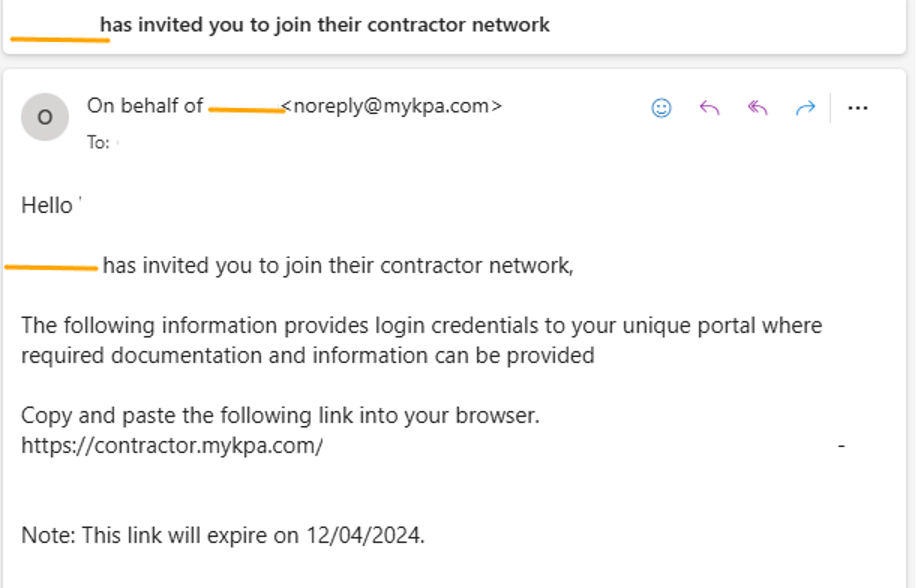 has invited you to join their contractor network
O
On behalf of <noreply@mykpa.com>
To:
Hello '
has invited you to join their contractor network,
The following information provides login credentials to your unique portal where
required documentation and information can be provided
Copy and paste the following link into your browser.
https://contractor.mykpa.com/ -
Note: This link will expire on 12/04/2024.